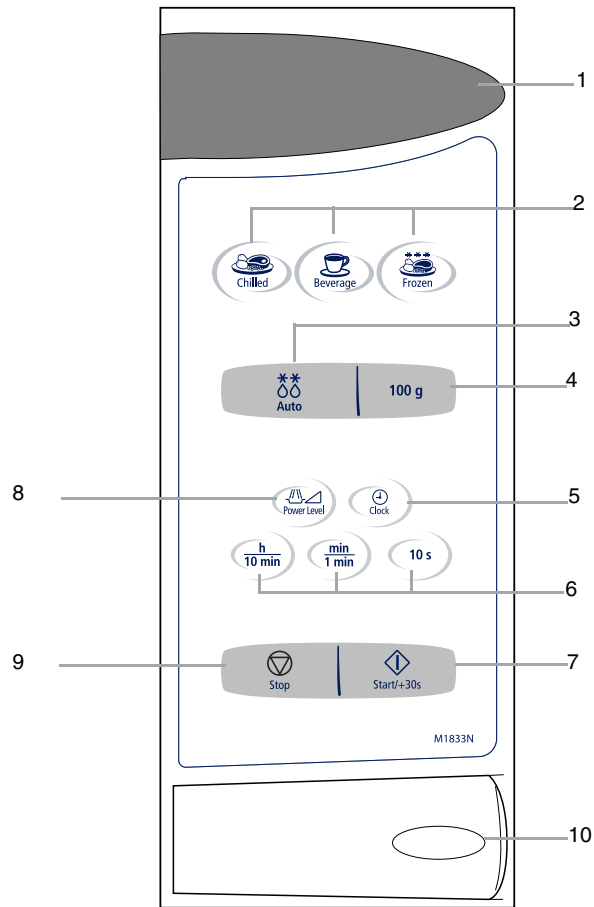 1
2
Chilled
Beverage
Frozen
3
Auto
100 g
4
8
Power Level
Clock
5
h
10 min
min
1 min
10 s
6
9
Stop
Start/+30s
7
M1833N
10